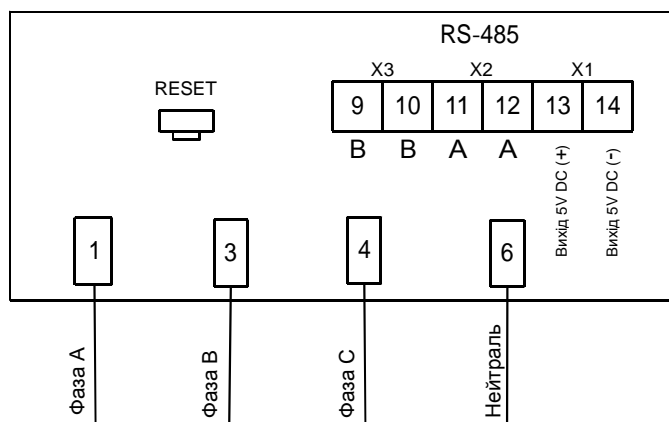 RS-485
X3 X2 X1
RESET
9 10 11 12 13 14
B B A A
Вихід 5V DC (+)
Вихід 5V DC (-)
1 3 4 6
Фаза А
Фаза В
Фаза С
Нейтраль